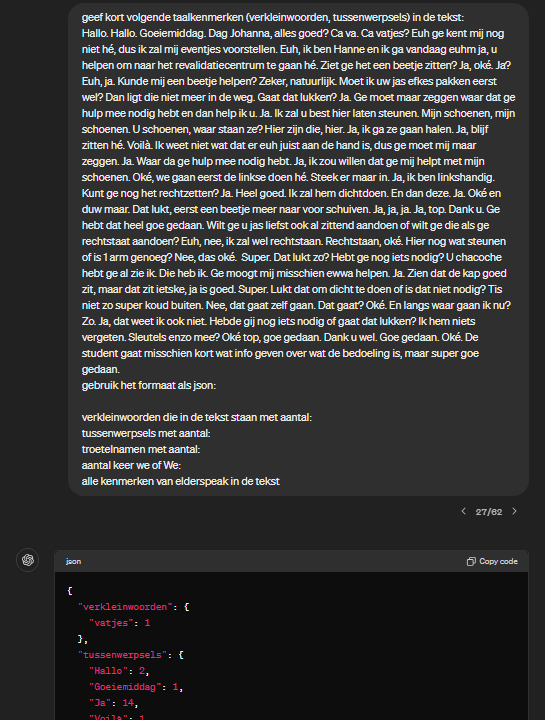 geef kort volgende taalkenmerken (verkleinwoorden, tussenwerpsels) in de tekst:
Hallo. Hallo. Goeiemiddag. Dag Johanna, alles goed? Ca va. Ca vatjes? Euh ge kent mij nog
niet hé, dus ik zal mij eventjes voorstellen. Euh, ik ben Hanne en ik ga vandaag euhm ja, u
helpen om naar het revalidatiecentrum te gaan hé. Ziet ge het een beetje zitten? Ja, oké. Ja?
Euh, ja. Kunde mij een beetje helpen? Zeker, natuurlijk. Moet ik uw jas efkes pakken eerst
wel? Dan ligt die niet meer in de weg. Gaat dat lukken? Ja. Ge moet maar zeggen waar dat ge
hulp mee nodig hebt en dan help ik u. Ja. Ik zal u best hier laten steunen. Mijn schoenen, mijn
schoenen. U schoenen, waar staan ze? Hier zijn die, hier. Ja, ik ga ze gaan halen. Ja, blijf
zitten hé. Voilà. Ik weet niet wat dat er euh juist aan de hand is, dus ge moet mij maar
zeggen. Ja. Waar da ge hulp mee nodig hebt. Ja, ik zou willen dat ge mij helpt met mijn
schoenen. Oké, we gaan eerst de linkse doen hé. Steek er maar in. Ja, ik ben linkshandig.
Kunt ge nog het rechtzetten? Ja. Heel goed. Ik zal hem dichtdoen. En dan deze. Ja. Oké en
duw maar. Dat lukt, eerst een beetje meer naar voor schuiven. Ja, ja, ja. Ja, top. Dank u. Ge
hebt dat heel goe gedaan. Wilt ge u jas liefst ook al zittend aandoen of wilt ge die als ge
rechtstaat aandoen? Euh, nee, ik zal wel rechtstaan. Rechtstaan, oké. Hier nog wat steunen
of is 1 arm genoeg? Nee, das oké.  Super. Dat lukt zo? Hebt ge nog iets nodig? U chacoche
hebt ge al zie ik. Die heb ik. Ge moogt mij misschien ewwa helpen. Ja. Zien dat de kap goed
zit, maar dat zit ietske, ja is goed. Super. Lukt dat om dicht te doen of is dat niet nodig? Tis
niet zo super koud buiten. Nee, dat gaat zelf gaan. Dat gaat? Oké. En langs waar gaan ik nu?
Zo. Ja, dat weet ik ook niet. Hebde gij nog iets nodig of gaat dat lukken? Ik hem niets
vergeten. Sleutels enzo mee? Oké top, goe gedaan. Dank u wel. Goe gedaan. Oké. De
student gaat misschien kort wat info geven over wat de bedoeling is, maar super goe
gedaan.
gebruik het formaat als json:
verkleinwoorden die in de tekst staan met aantal:
tussenwerpsels met aantal:
troetelnamen met aantal:
aantal keer we of We:
alle kenmerken van elderspeak in de tekst
27/62
json
Copy code
{
"verkleinwoorden": {
"vatjes": 1
},
"tussenwerpsels": {
"Hallo": 2,
"Goeiemiddag": 1,
"Ja": 14,
"Voilà": 1